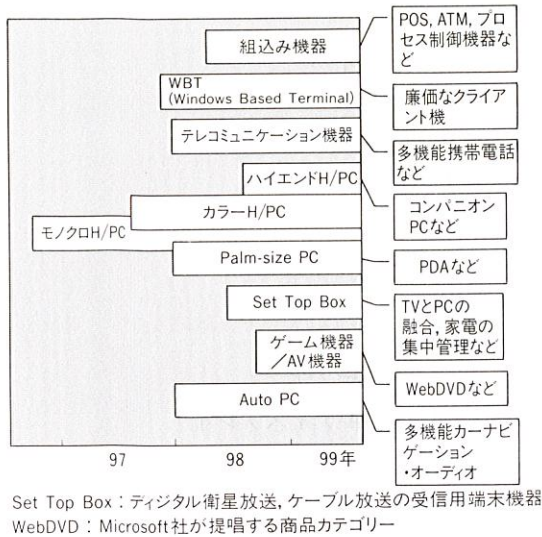 組込み機器
POS, ATM, プロ
セス制御機器な
ど
WBT
(Windows Based Terminal)
廉価なクライア
ント機
テレコミュニケーション機器
多機能携帯電話
など
ハイエンドH/PC
カラーH/PC
コンパニオン
PCなど
モノクロH/PC
Palm-size PC
PDAなど
Set Top Box
TVとPCの
融合, 家電の
集中管理など
ゲーム機器
／AV機器
WebDVDなど
Auto PC
多機能カーナビ
ゲーション
・オーディオ
97 98 99年
Set Top Box：ディジタル衛星放送, ケーブル放送の受信用端末機器
WebDVD：Microsoft社が提唱する商品カテゴリー